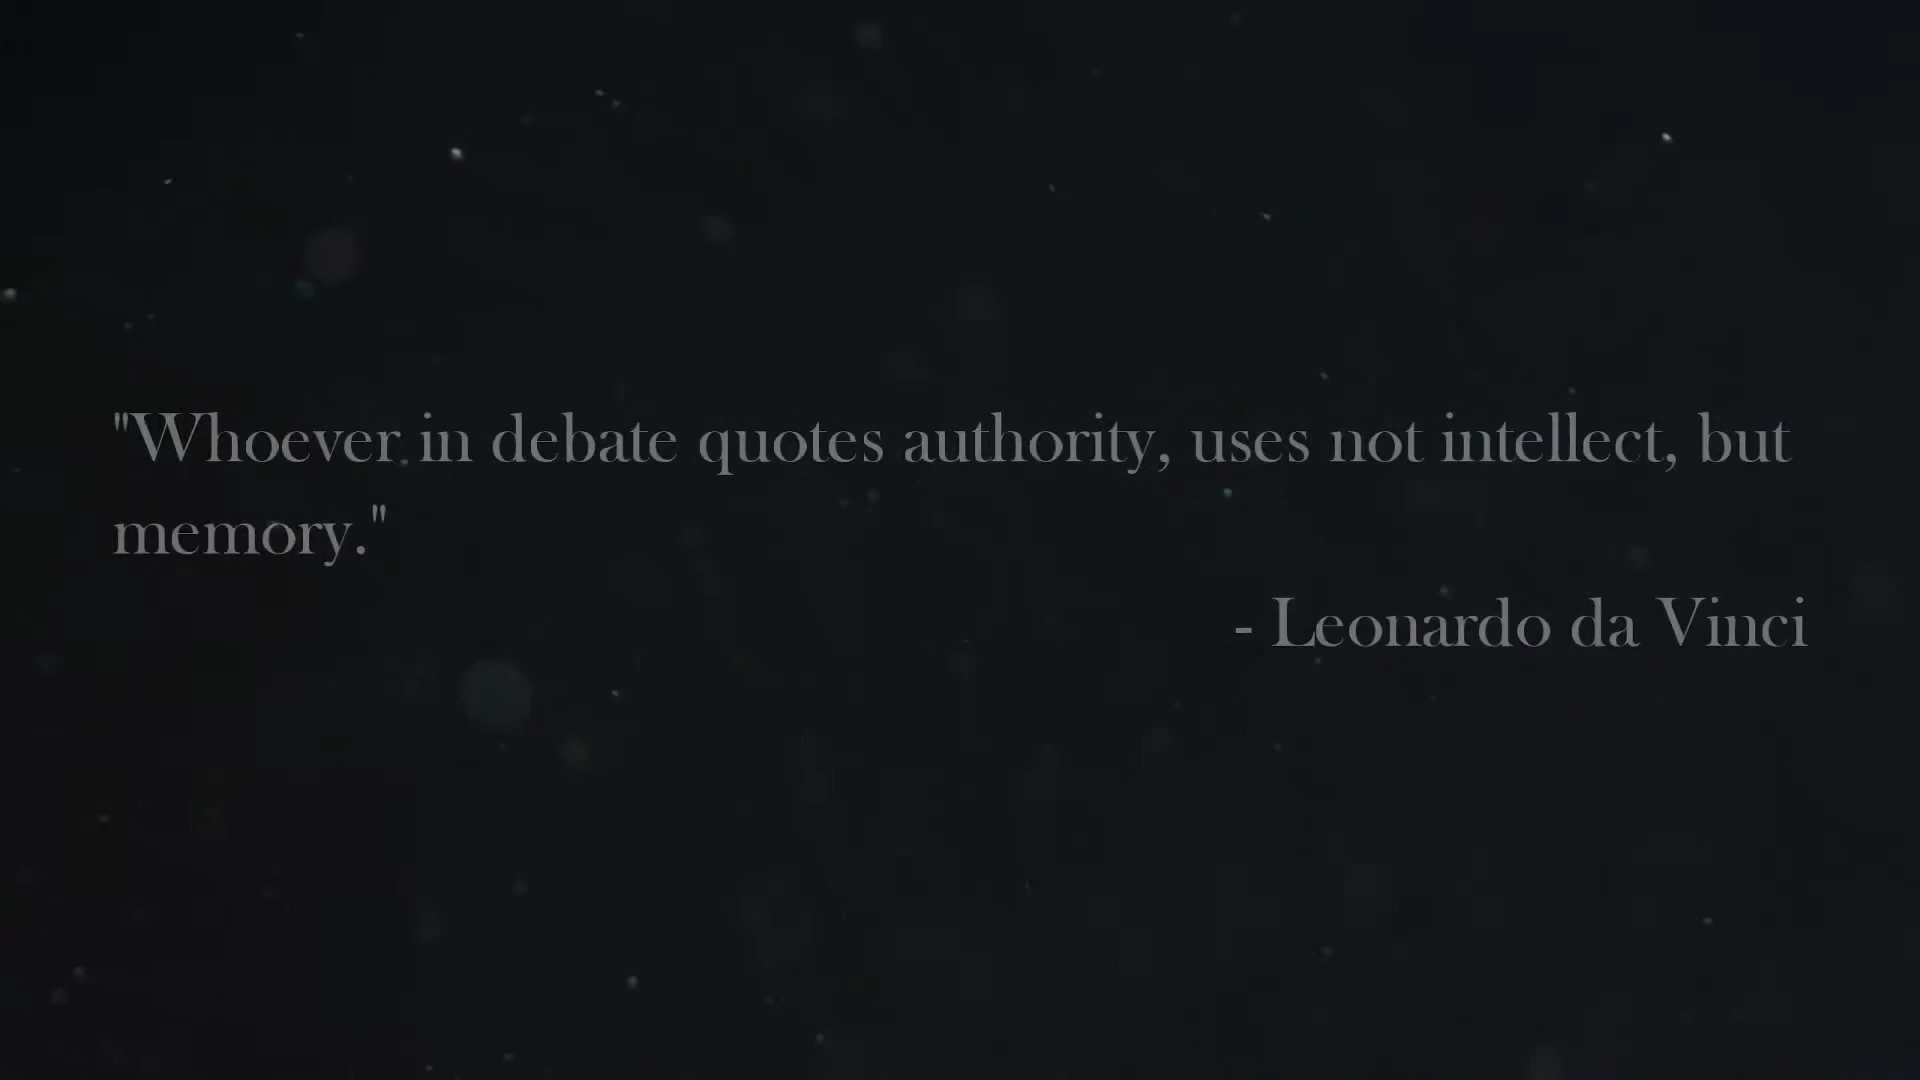 "Whoever in debate quotes authority, uses not intellect, but
memory."
- Leonardo da Vinci